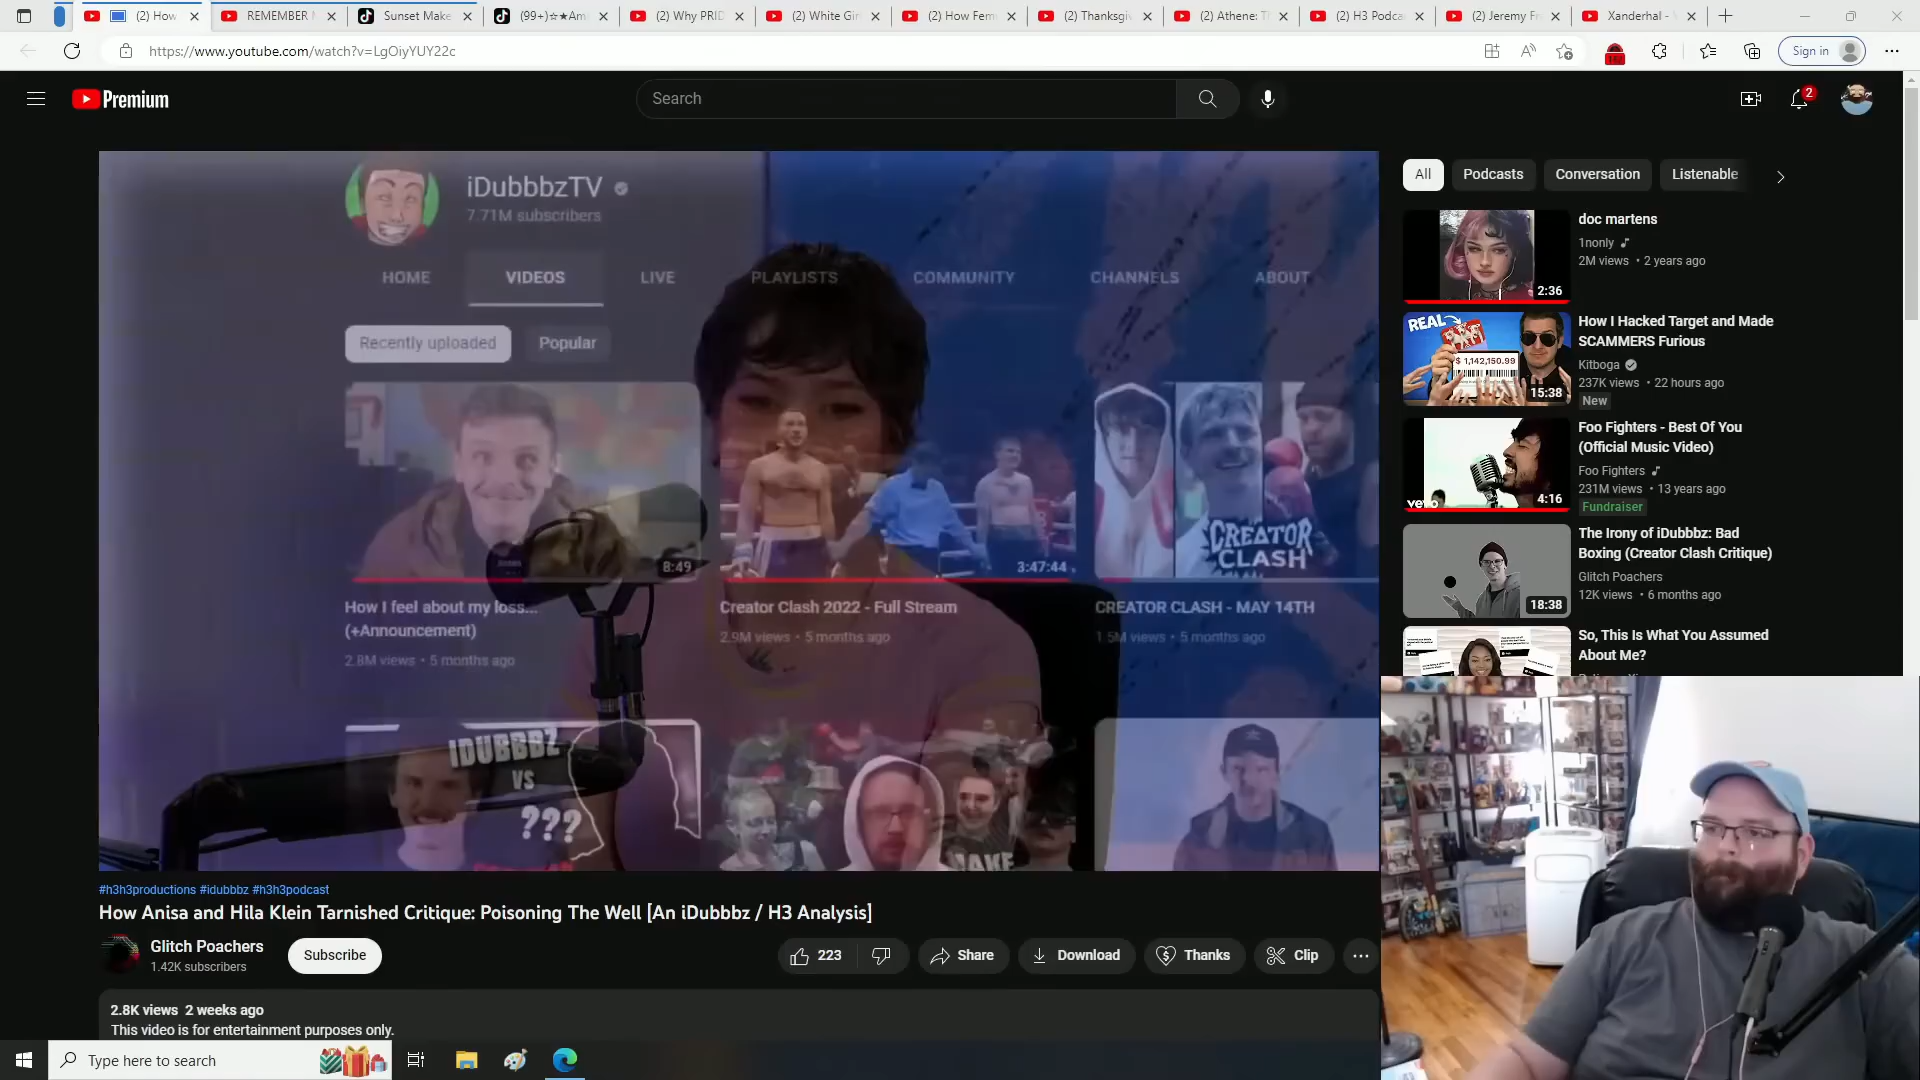 (2) How
REMEMBER
Sunset Make
(99+)☆★Am
(2) Why PRID
(2) White Gir
(2) How Fem
(2) Thanksgi
(2) Athene: T
(2) H3 Podca
(2) Jeremy Fr
Xanderhal -
https://www.youtube.com/watch?v=LgOiyYUY22c
Sign in
Premium
Search
2
iDubbbzTV
7.71M subscribers
HOME VIDEOS LIVE PLAYLISTS COMMUNITY CHANNELS ABOUT
Recently uploaded Popular
8:49
3:47:44
CREATOR
CLASH
How I feel about my loss...
(+Announcement)
2.8M views • 5 months ago
Creator Clash 2022 - Full Stream
2.9M views • 5 months ago
CREATOR CLASH - MAY 14TH
1.5M views • 5 months ago
IDUBBBZ
VS
???
MAKE
#h3h3productions #idubbbz #h3h3podcast
How Anisa and Hila Klein Tarnished Critique: Poisoning The Well [An iDubbbz / H3 Analysis]
Glitch Poachers
1.42K subscribers
Subscribe
223
Share
Download
Thanks
Clip
2.8K views 2 weeks ago
This video is for entertainment purposes only.
All Podcasts Conversation Listenable
2:36
doc martens
1nonly
2M views • 2 years ago
REAL
$ 1,142,150.99
15:38
How I Hacked Target and Made
SCAMMERS Furious
Kitboga
237K views • 22 hours ago
New
vevo
4:16
Foo Fighters - Best Of You
(Official Music Video)
Foo Fighters
231M views • 13 years ago
Fundraiser
18:38
The Irony of iDubbbz: Bad
Boxing (Creator Clash Critique)
Glitch Poachers
12K views • 6 months ago
So, This Is What You Assumed
About Me?
Type here to search